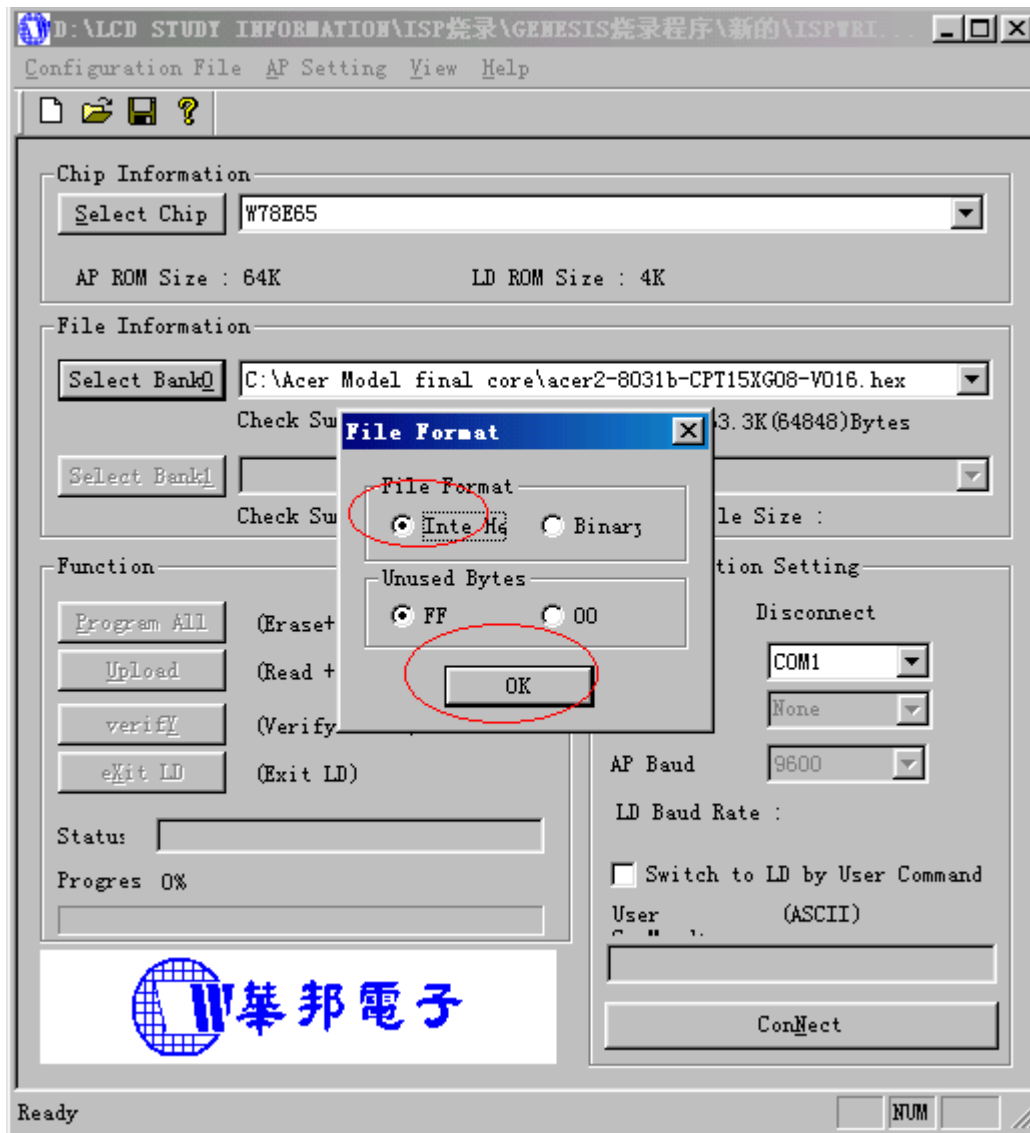 D:\LCD STUDY INFORMATION\ISP烧录\GENESIS烧录程序\新的\ISPWRI...
Configuration File AP Setting View Help
Chip Information
Select Chip W78E65
AP ROM Size : 64K LD ROM Size : 4K
File Information
Select Bank0 C:\Acer Model final core\acer2-8031b-CPT15XG08-V016.hex
Check Su 3.3K(64848)Bytes
File Format
Select Bank1
File Format
Check Su le Size :
Inte He Binary
Function tion Setting
Unused Bytes
FF 00
Program All (Erase+ Disconnect
Upload (Read + COM1
OK
None
verifY (Verify
eXit LD (Exit LD) AP Baud 9600
LD Baud Rate :
Status
Progres 0% Switch to LD by User Command
User (ASCII)
華邦電子
ConNect
Ready NUM